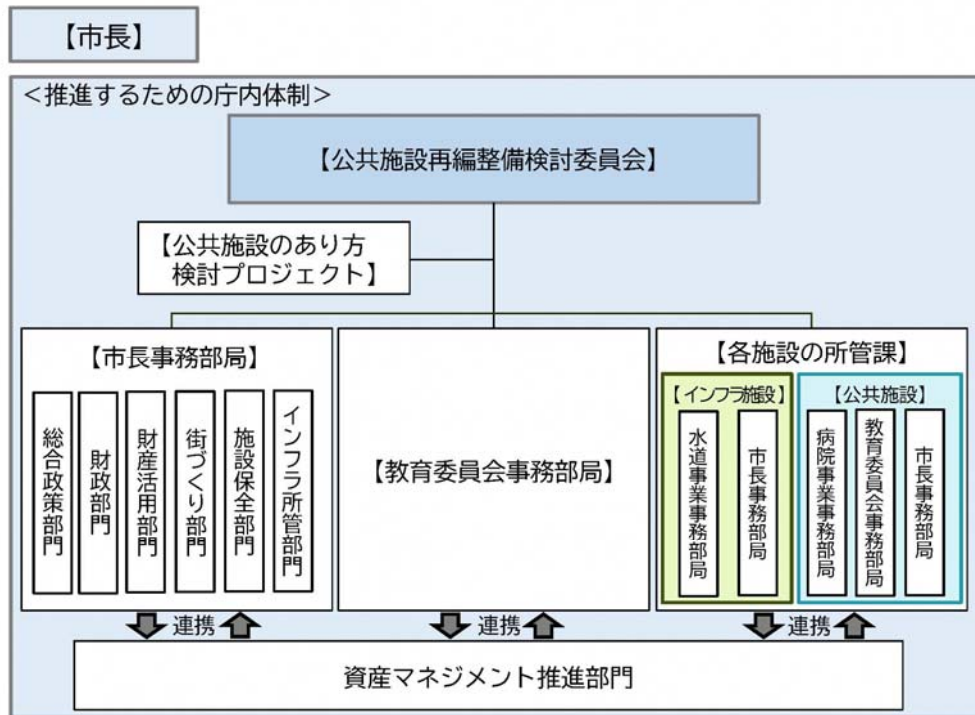 【市長】
＜推進するための庁内体制＞
【公共施設再編整備検討委員会】
【公共施設のあり方
検討プロジェクト】
【市長事務部局】
総合政策部門
財政部門
財産活用部門
街づくり部門
施設保全部門
インフラ所管部門
【教育委員会事務部局】
【各施設の所管課】
【インフラ施設】
水道事業事務部局
市長事務部局
【公共施設】
病院事業事務部局
教育委員会事務部局
市長事務部局
連携
連携
連携
資産マネジメント推進部門